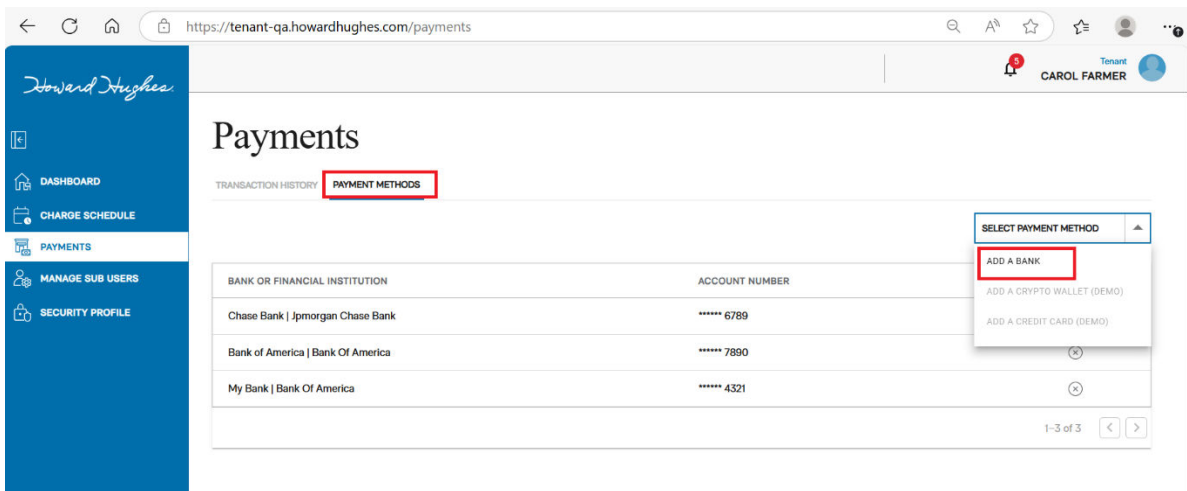 https://tenant-qa.howardhughes.com/payments
A
Howard Hughes.
5
Tenant
CAROL FARMER
Payments
DASHBOARD
CHARGE SCHEDULE
PAYMENTS
MANAGE SUB USERS
SECURITY PROFILE
TRANSACTION HISTORY PAYMENT METHODS
SELECT PAYMENT METHOD
ADD A BANK
ADD A CRYPTO WALLET (DEMO)
ADD A CREDIT CARD (DEMO)
BANK OR FINANCIAL INSTITUTION ACCOUNT NUMBER
Chase Bank | Jpmorgan Chase Bank ****** 6789
Bank of America | Bank Of America ****** 7890
My Bank | Bank Of America ****** 4321
1–3 of 3